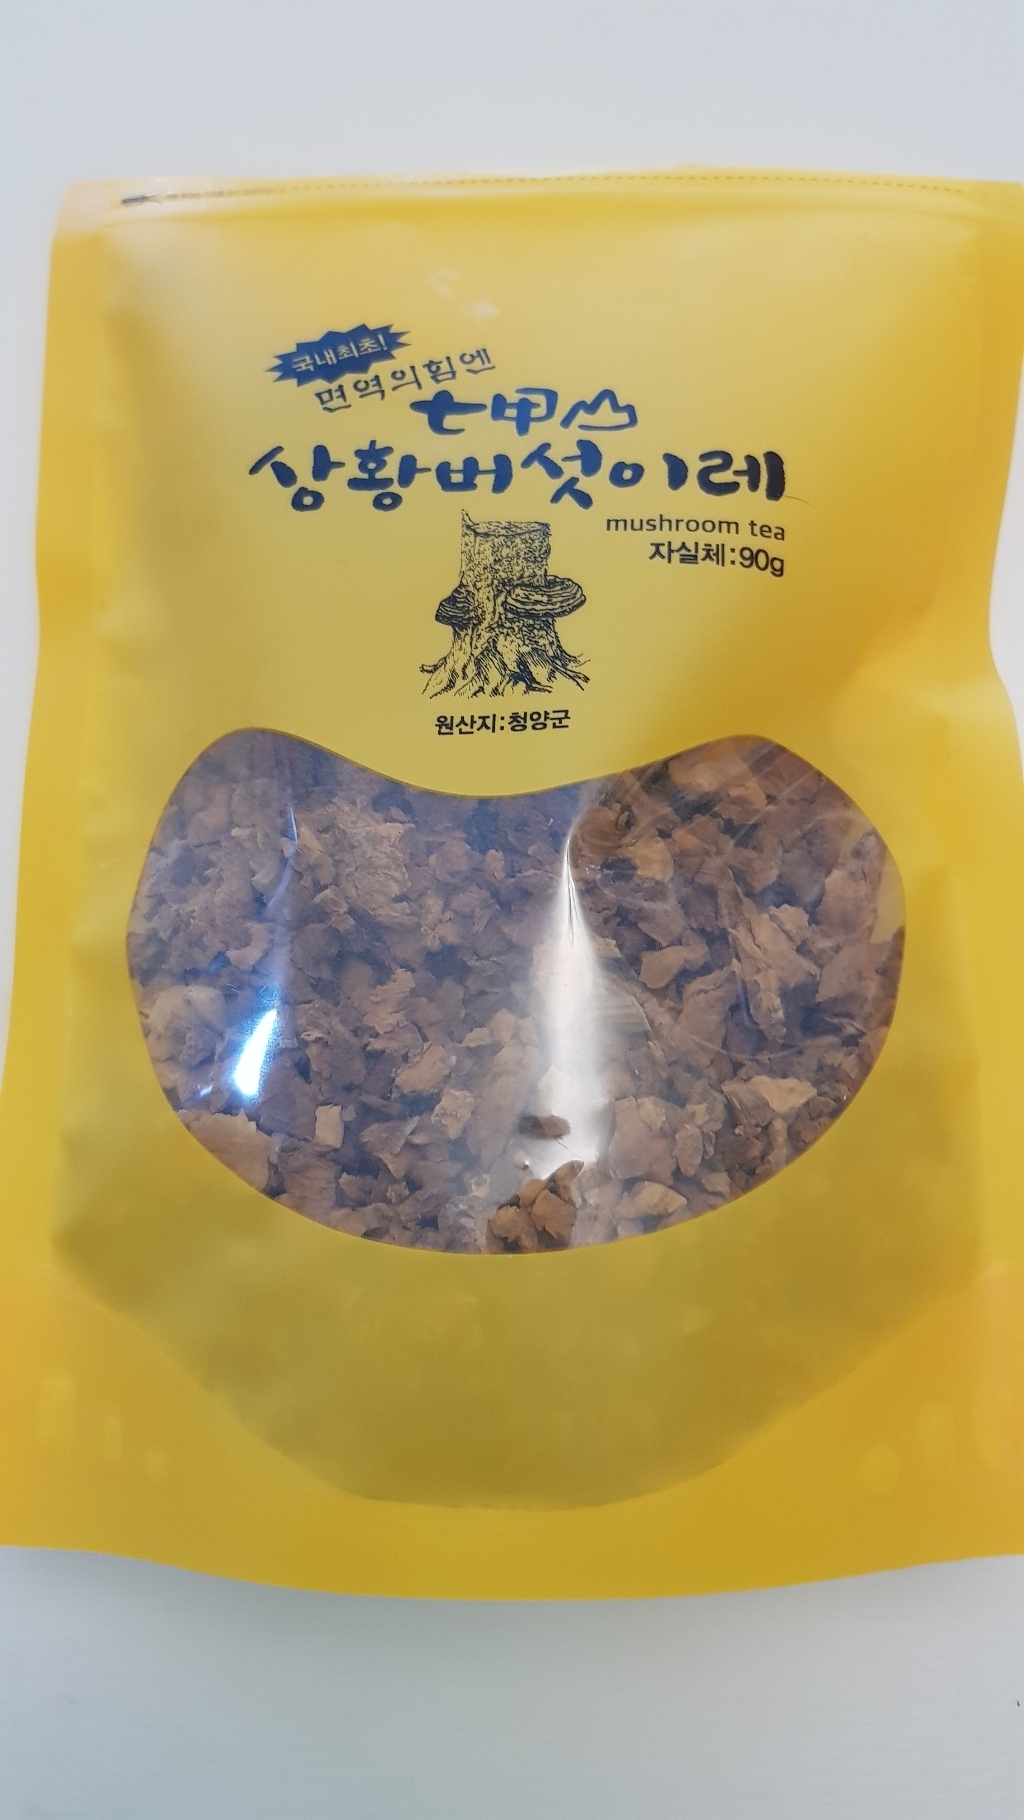 국내최초!
면역의힘엔
七甲山
상황버섯이레
mushroom tea
자실체:90g
원산지:청양군